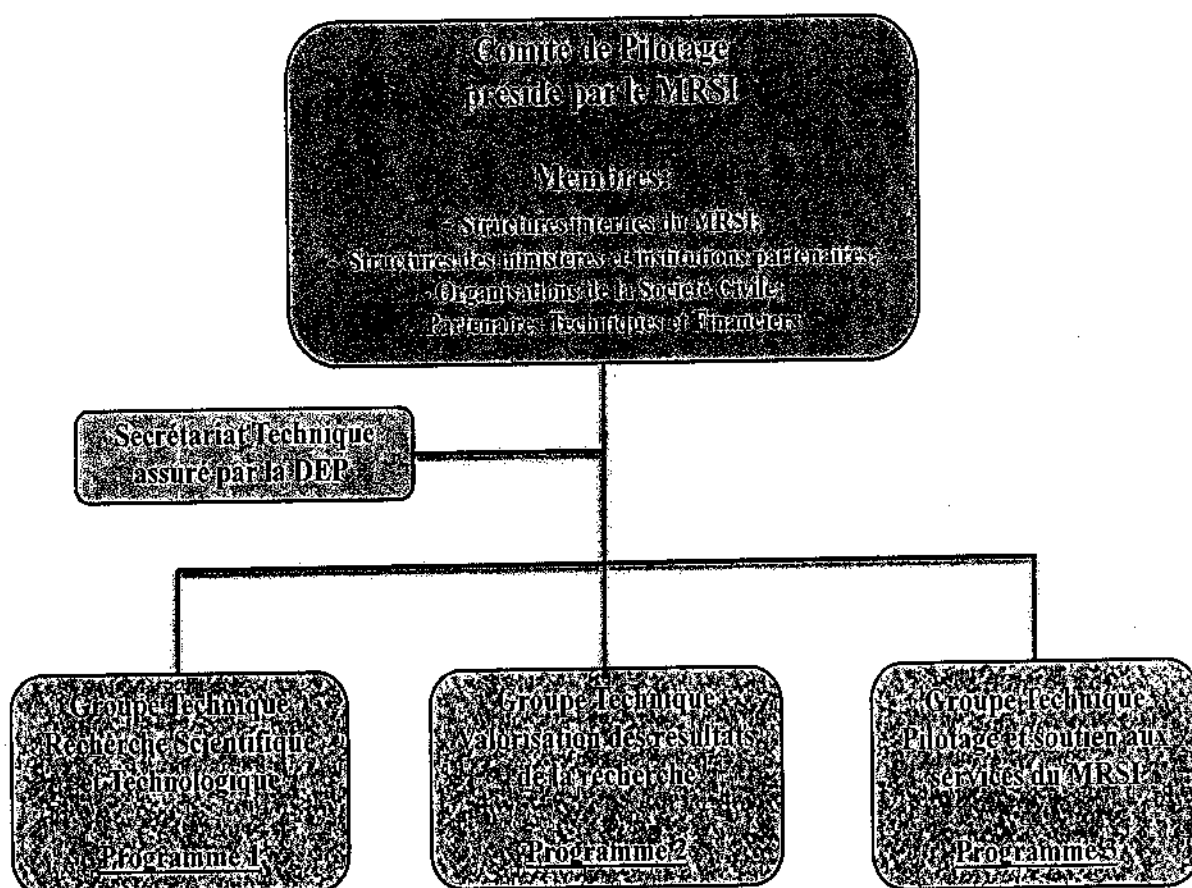 Comité de Pilotage
présidé par le MRSI
Membres:
- Structures internes du MRSI;
- Structures des ministères et institutions partenaires;
- Organisations de la Société Civile;
- Partenaires Techniques et Financiers
Secrétariat Technique
assuré par la DEP
Groupe Technique
Recherche Scientifique
et Technologique
Programme 1
Groupe Technique
Valorisation des résultats
de la recherche
Programme 2
Groupe Technique
Pilotage et soutien aux
services du MRSI
Programme 3